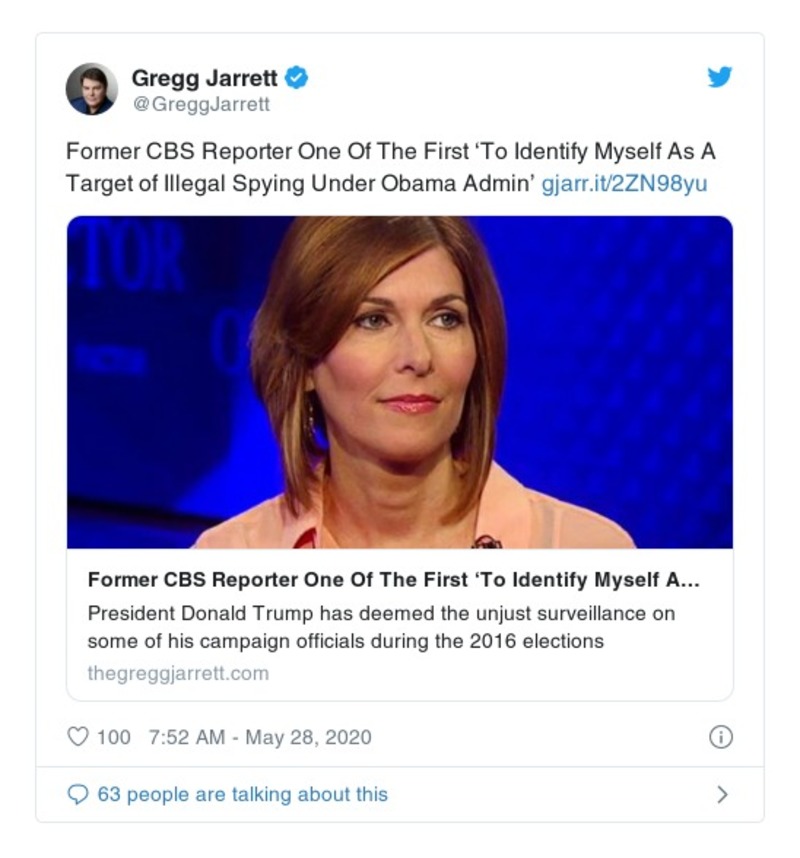 Gregg Jarrett
@GreggJarrett
Former CBS Reporter One Of The First ‘To Identify Myself As A
Target of Illegal Spying Under Obama Admin’ gjarr.it/2ZN98yu
TOR
Former CBS Reporter One Of The First ‘To Identify Myself A...
President Donald Trump has deemed the unjust surveillance on
some of his campaign officials during the 2016 elections
thegreggjarrett.com
100 7:52 AM - May 28, 2020
63 people are talking about this